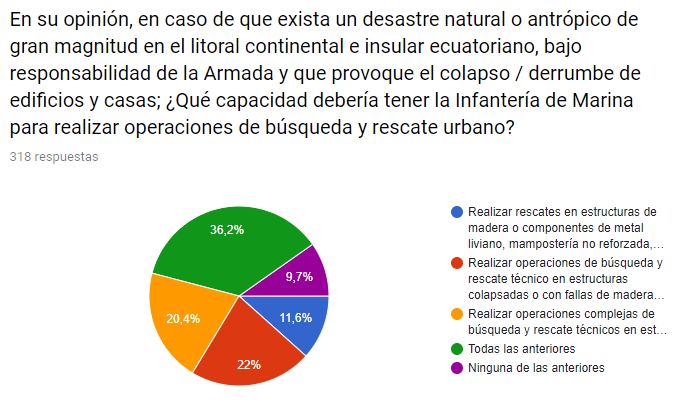 En su opinión, en caso de que exista un desastre natural o antrópico de
gran magnitud en el litoral continental e insular ecuatoriano, bajo
responsabilidad de la Armada y que provoque el colapso / derrumbe de
edificios y casas; ¿Qué capacidad debería tener la Infantería de Marina
para realizar operaciones de búsqueda y rescate urbano?
318 respuestas
36,2%
9,7%
11,6%
20,4%
22%
Realizar rescates en estructuras de
madera o componentes de metal
liviano, mampostería no reforzada,...
Realizar operaciones de búsqueda y
rescate técnico en estructuras
colapsadas o con fallas de madera...
Realizar operaciones complejas de
búsqueda y rescate técnicos en est...
Todas las anteriores
Ninguna de las anteriores